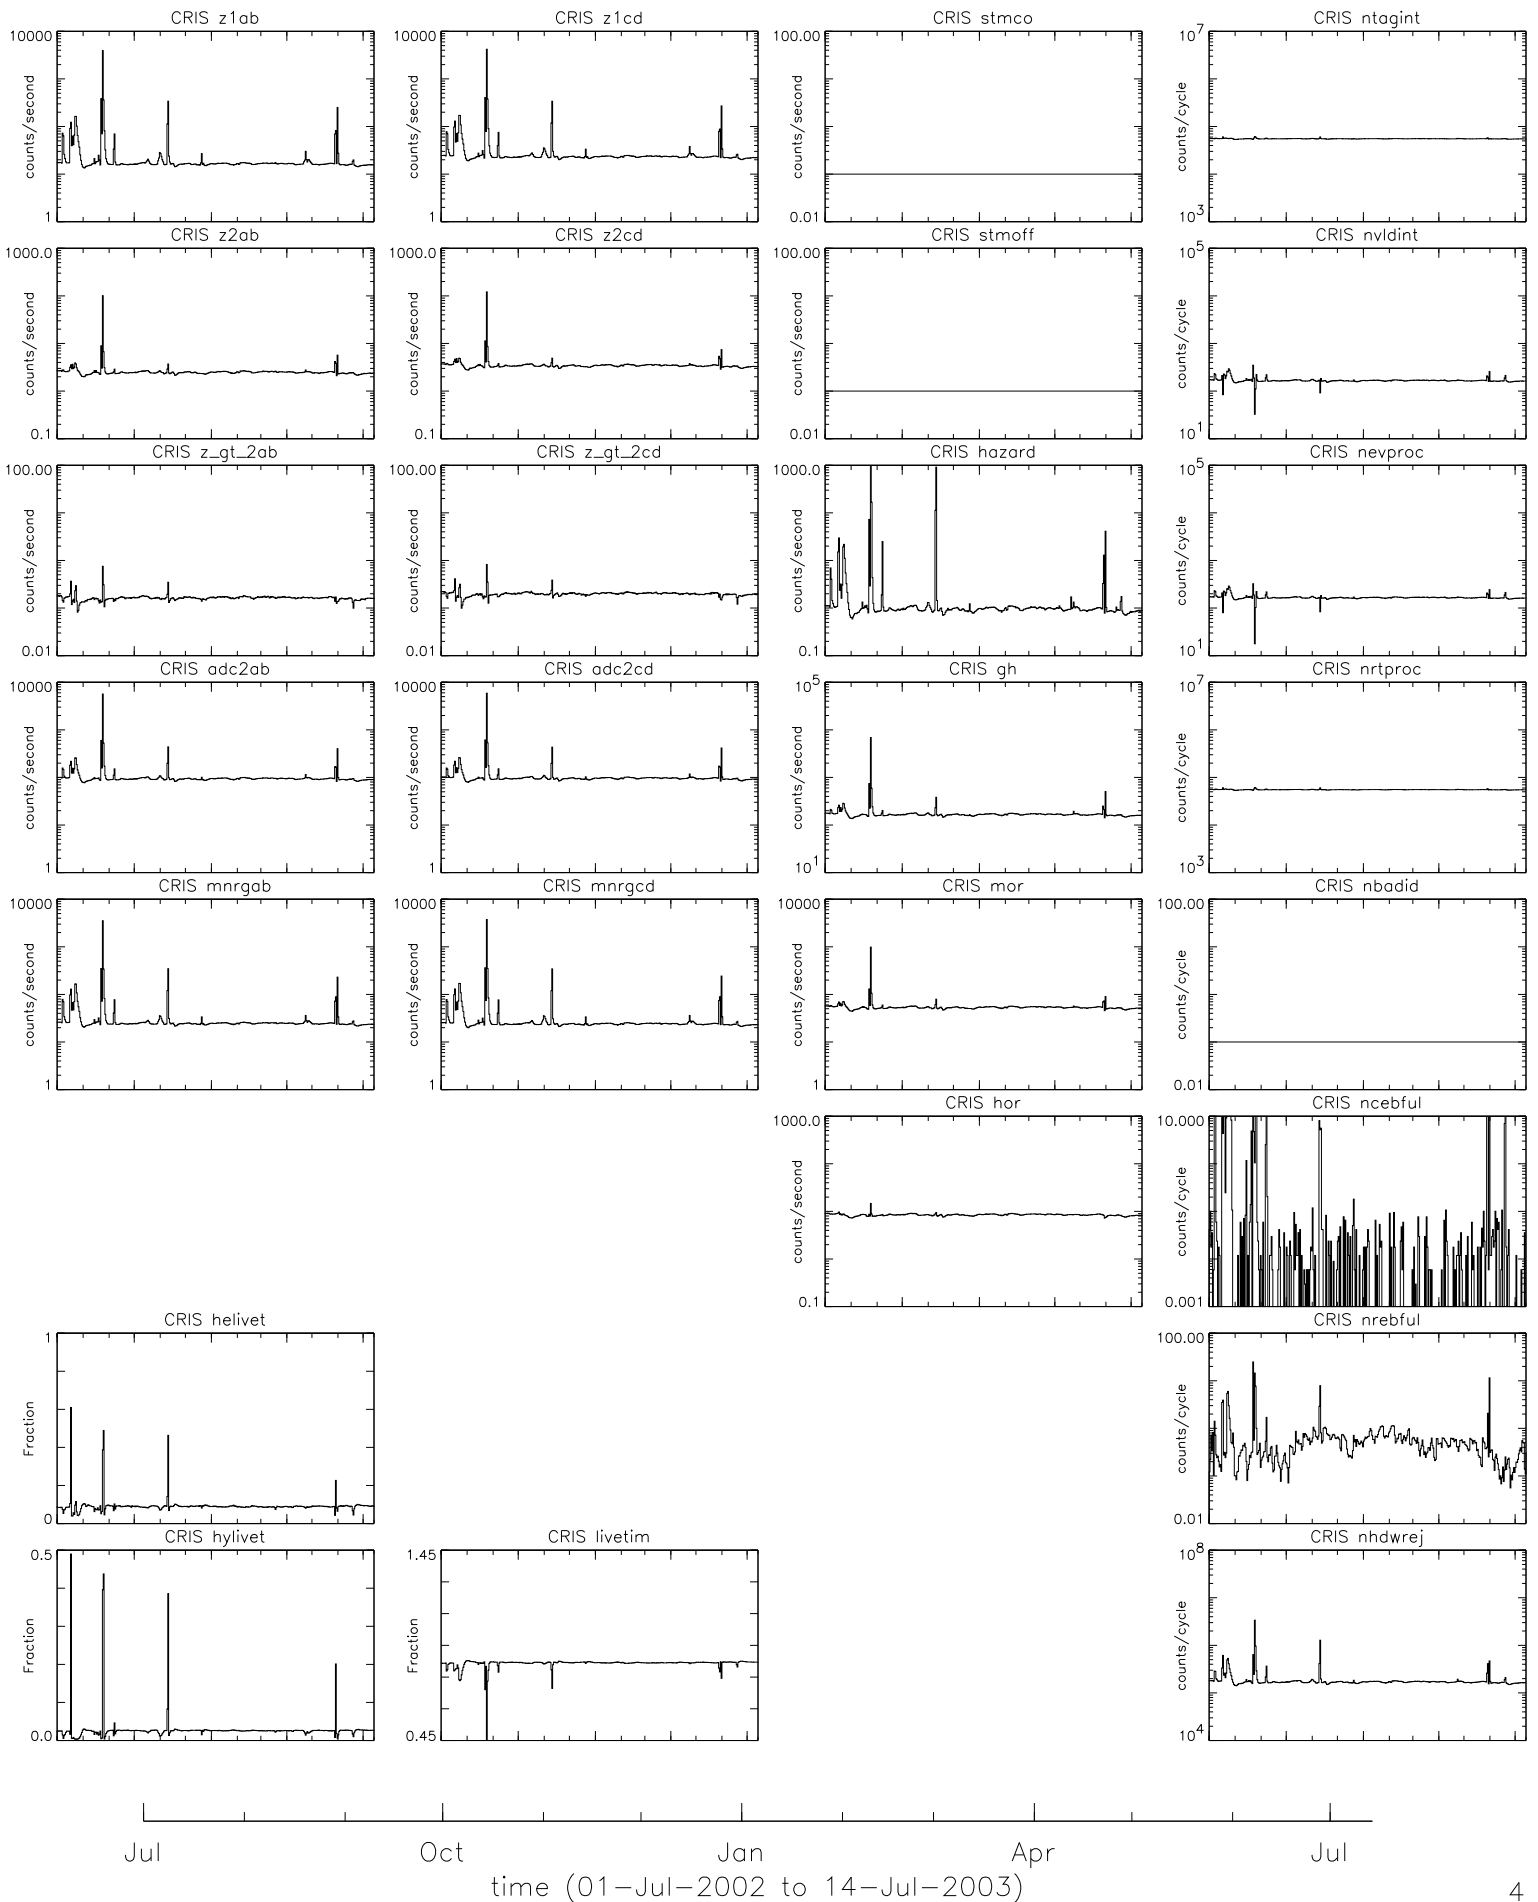 CRIS z1ab
CRIS z1cd
CRIS stmco
CRIS ntagint
10000
counts/second
1
10000
counts/second
1
100.00
counts/second
0.01
10^7
counts/cycle
10^3
CRIS z2ab
CRIS z2cd
CRIS stmoff
CRIS nvldint
1000.0
counts/second
0.1
1000.0
counts/second
0.1
100.00
counts/second
0.01
10^5
counts/cycle
10^1
CRIS z_gt_2ab
CRIS z_gt_2cd
CRIS hazard
CRIS nevproc
100.00
counts/second
0.01
100.00
counts/second
0.01
1000.0
counts/second
0.1
10^5
counts/cycle
10^1
CRIS adc2ab
CRIS adc2cd
CRIS gh
CRIS nrtproc
10000
counts/second
1
10000
counts/second
1
10^5
counts/second
10^1
10^7
counts/cycle
10^3
CRIS mnrgab
CRIS mnrgcd
CRIS mor
CRIS nbadid
10000
counts/second
1
10000
counts/second
1
10000
counts/second
1
100.00
counts/cycle
0.01
CRIS hor
CRIS ncebful
1000.0
counts/second
0.1
10.000
counts/cycle
0.001
CRIS helivet
CRIS nrebful
1
Fraction
0
100.00
counts/cycle
0.01
CRIS hylivet
CRIS livetim
CRIS nhdwrej
0.5
Fraction
0.0
1.45
Fraction
0.45
10^8
counts/cycle
10^4
Jul
Oct
Jan
Apr
Jul
time (01-Jul-2002 to 14-Jul-2003)
4